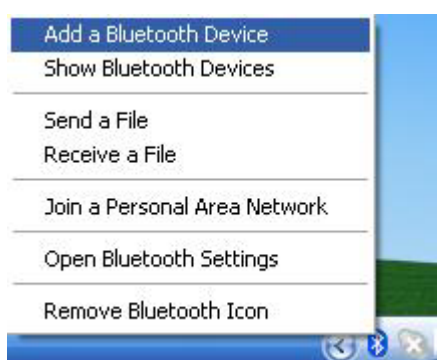 Add a Bluetooth Device
Show Bluetooth Devices
Send a File
Receive a File
Join a Personal Area Network
Open Bluetooth Settings
Remove Bluetooth Icon